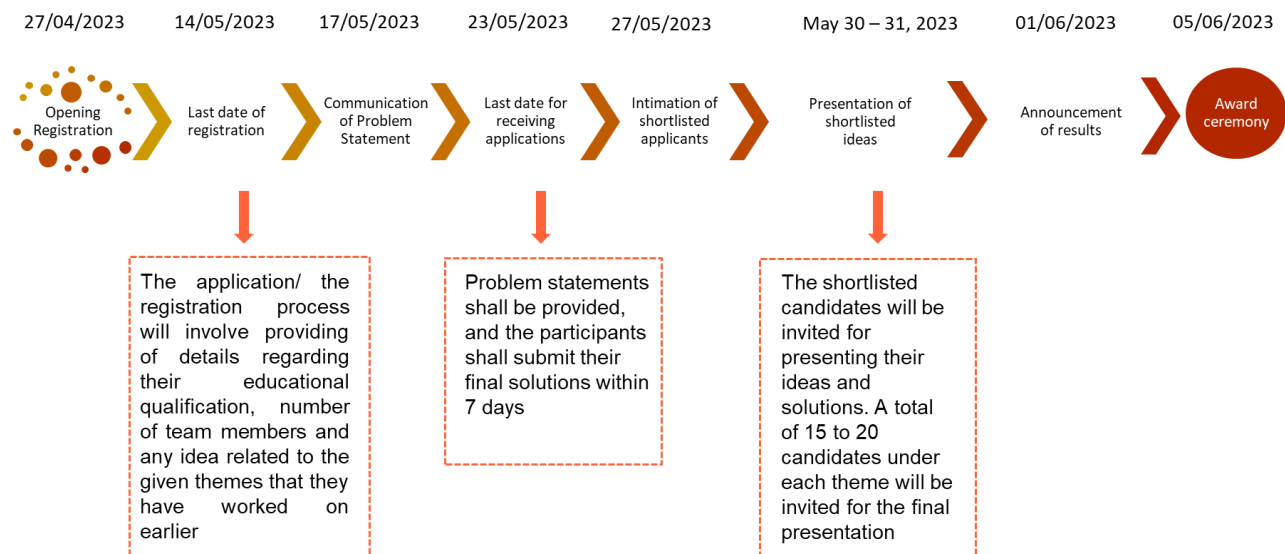 27/04/2023
14/05/2023
17/05/2023
23/05/2023
27/05/2023
May 30 – 31, 2023
01/06/2023
05/06/2023
Opening
Registration
Last date of
registration
Communication
of Problem
Statement
Last date for
receiving
applications
Intimation of
shortlisted
applicants
Presentation of
shortlisted
ideas
Announcement
of results
Award
ceremony
The application/ the
registration process
will involve providing
of details regarding
their educational
qualification, number
of team members and
any idea related to the
given themes that they
have worked on
earlier
Problem statements
shall be provided,
and the participants
shall submit their
final solutions within
7 days
The shortlisted
candidates will be
invited for
presenting their
ideas and
solutions. A total
of 15 to 20
candidates under
each theme will be
invited for the final
presentation